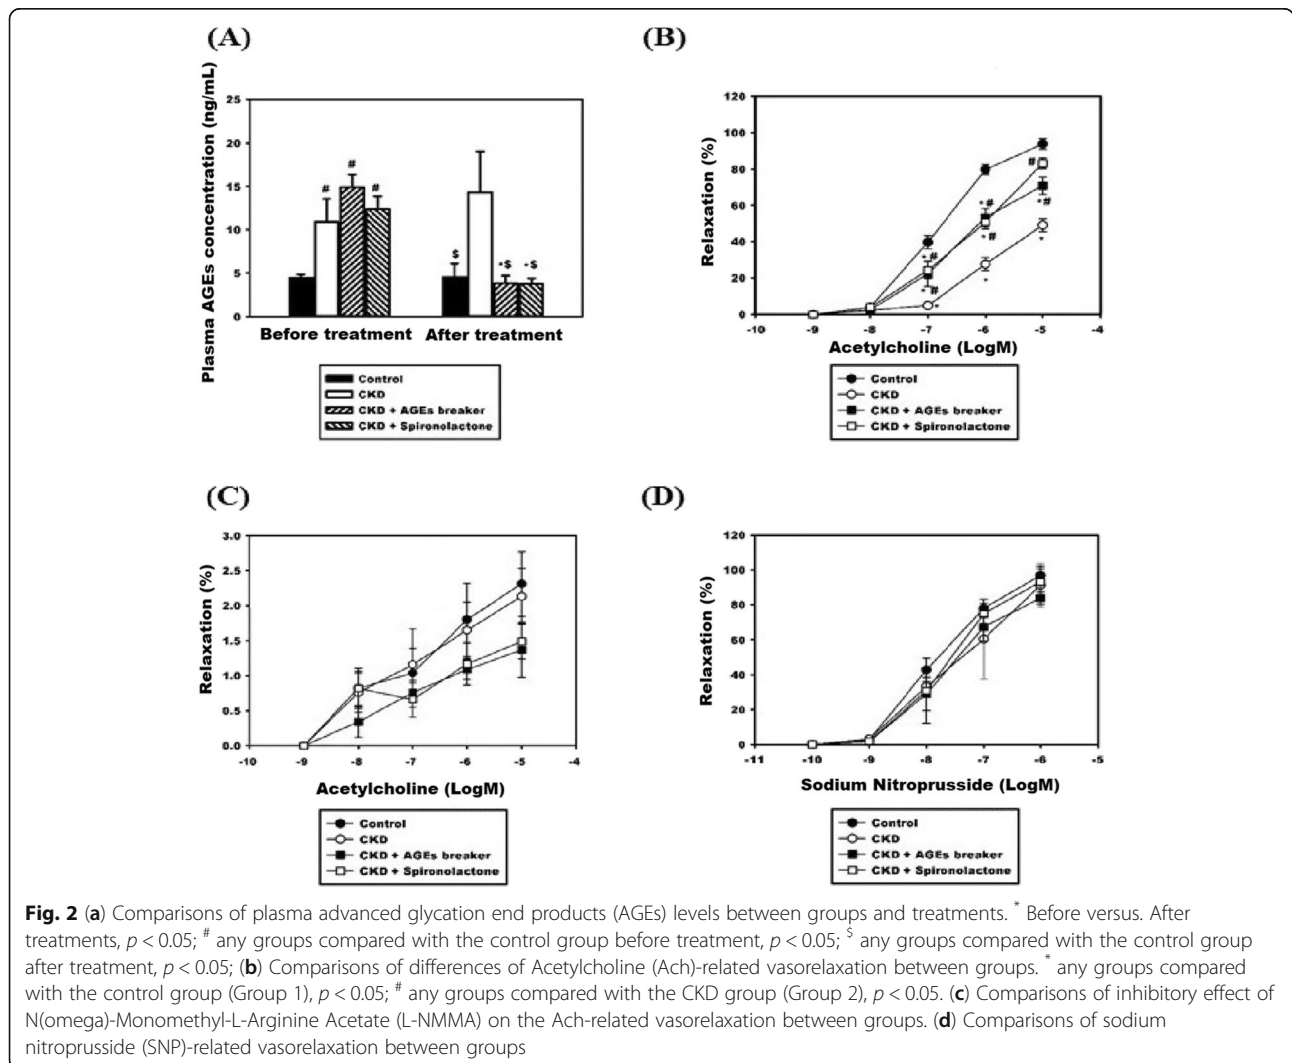 (A)
Plasma AGEs concentration (ng/mL)
25
20
15
10
5
0
#
#
#
$
*$
*$
Before treatment
After treatment
Control
CKD
CKD + AGEs breaker
CKD + Spironolactone
(B)
Relaxation (%)
120
100
80
60
40
20
0
*#
*#
*
*#
*#
*
#
*#
*
-10
-9
-8
-7
-6
-5
-4
Acetylcholine (LogM)
Control
CKD
CKD + AGEs breaker
CKD + Spironolactone
(C)
Relaxation (%)
3.0
2.5
2.0
1.5
1.0
0.5
0.0
-10
-9
-8
-7
-6
-5
-4
Acetylcholine (LogM)
Control
CKD
CKD + AGEs breaker
CKD + Spironolactone
(D)
Relaxation (%)
120
100
80
60
40
20
0
-11
-10
-9
-8
-7
-6
-5
Sodium Nitroprusside (LogM)
Control
CKD
CKD + AGEs breaker
CKD + Spironolactone
Fig. 2 (a) Comparisons of plasma advanced glycation end products (AGEs) levels between groups and treatments. * Before versus. After
treatments, p < 0.05; # any groups compared with the control group before treatment, p < 0.05; $ any groups compared with the control group
after treatment, p < 0.05; (b) Comparisons of differences of Acetylcholine (Ach)-related vasorelaxation between groups. * any groups compared
with the control group (Group 1), p < 0.05; # any groups compared with the CKD group (Group 2), p < 0.05. (c) Comparisons of inhibitory effect of
N(omega)-Monomethyl-L-Arginine Acetate (L-NMMA) on the Ach-related vasorelaxation between groups. (d) Comparisons of sodium
nitroprusside (SNP)-related vasorelaxation between groups